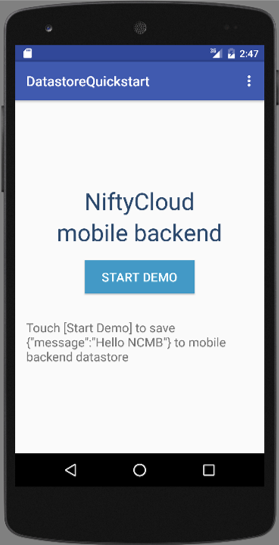 3G 2:47
DatastoreQuickstart
NiftyCloud
mobile backend
START DEMO
Touch [Start Demo] to save
{"message":"Hello NCMB"} to mobile
backend datastore